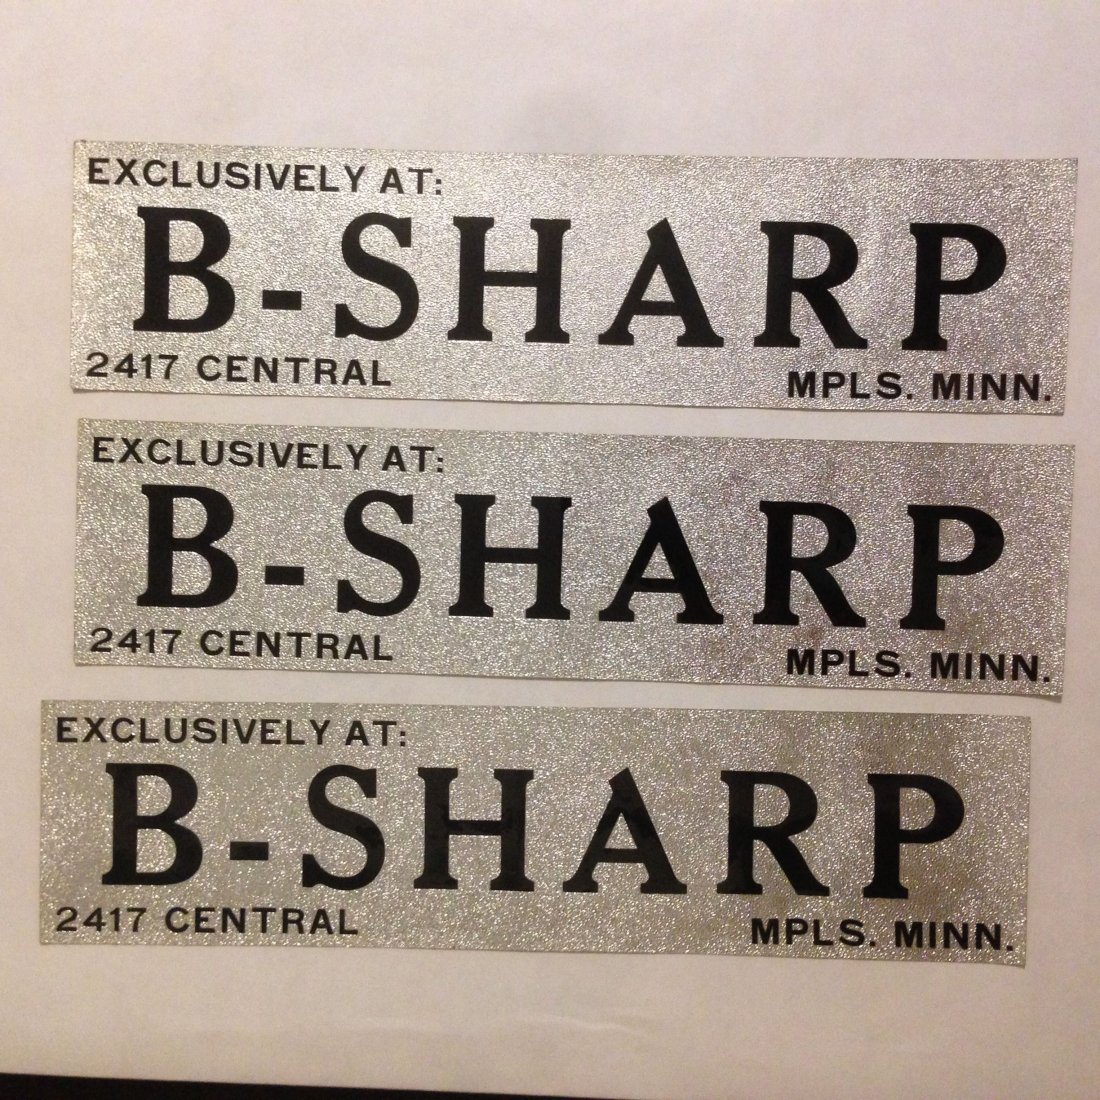 EXCLUSIVELY AT:
B-SHARP
2417 CENTRAL MPLS. MINN.
EXCLUSIVELY AT:
B-SHARP
2417 CENTRAL MPLS. MINN.
EXCLUSIVELY AT:
B-SHARP
2417 CENTRAL MPLS. MINN.